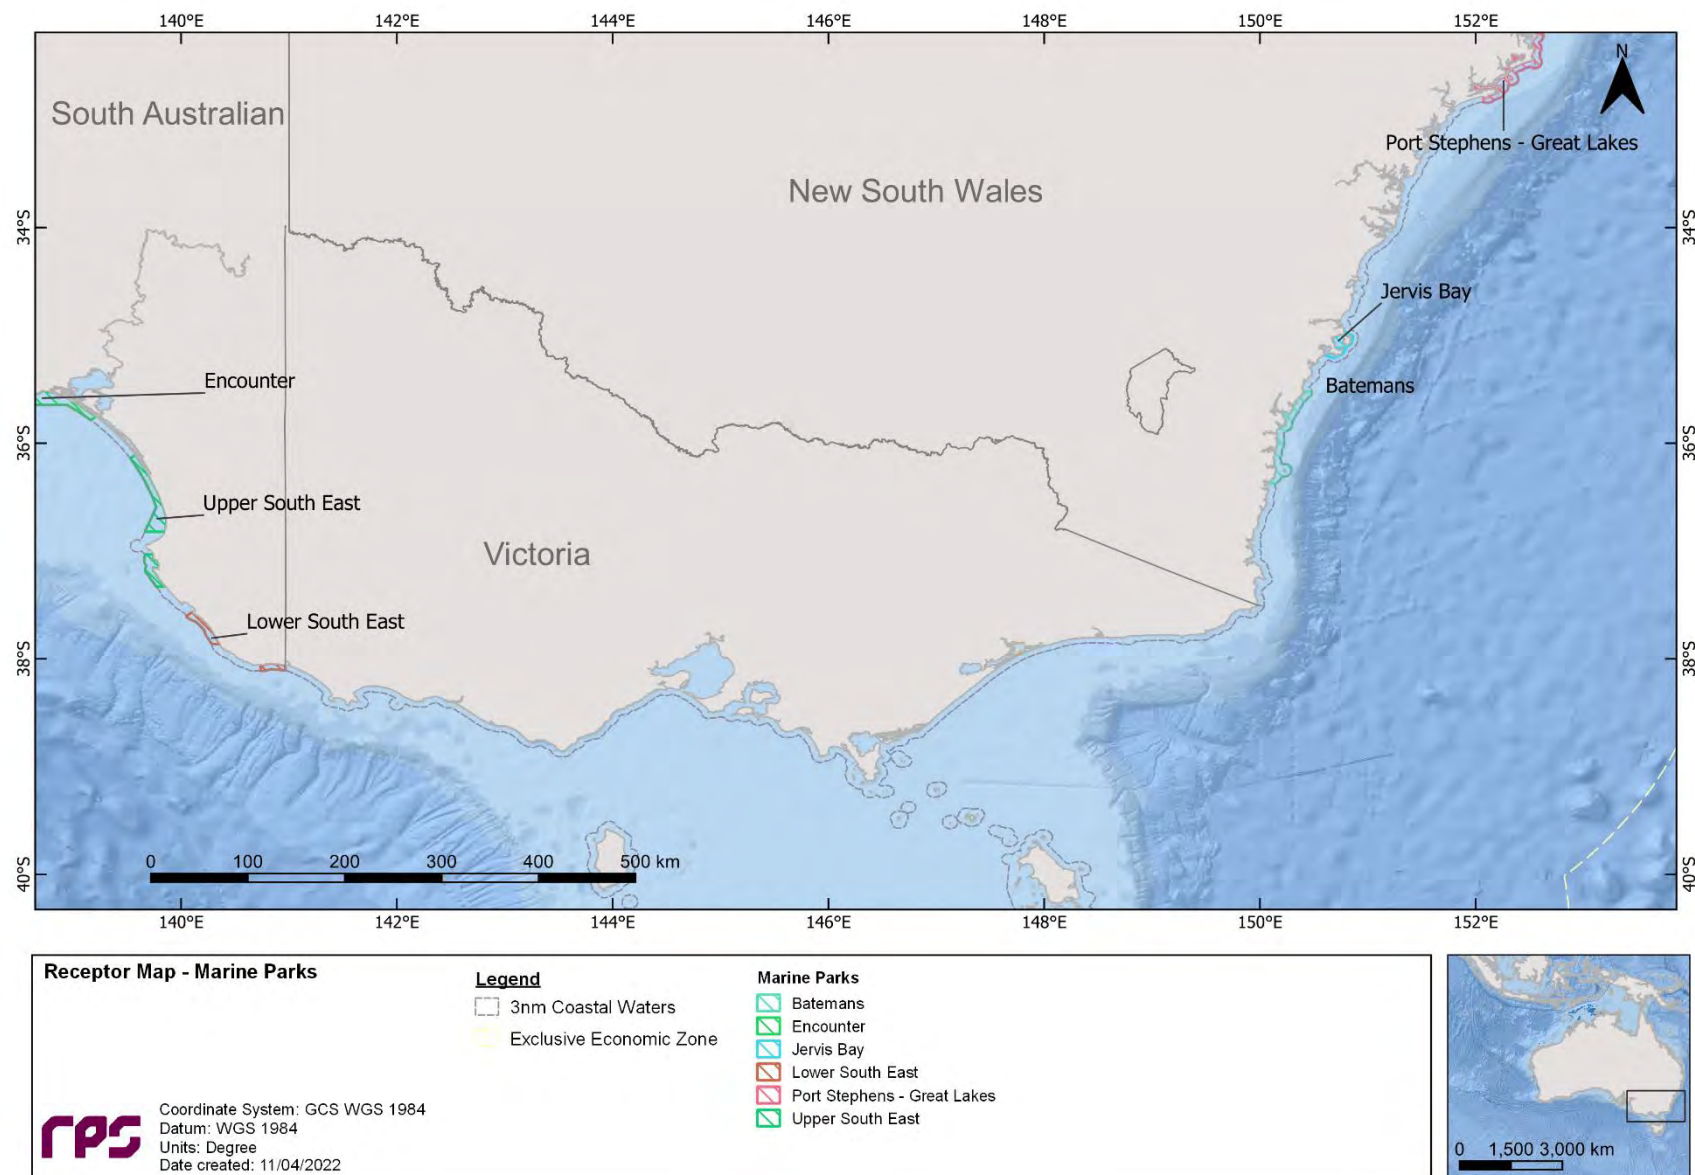 140°E 142°E 144°E 146°E 148°E 150°E 152°E
N
South Australian
Port Stephens - Great Lakes
New South Wales
34°S 34°S
Jervis Bay
Encounter
Batemans
36°S 36°S
Upper South East
Victoria
Lower South East
38°S 38°S
0 100 200 300 400 500 km
40°S 40°S
140°E 142°E 144°E 146°E 148°E 150°E 152°E
Receptor Map - Marine Parks
Legend
3nm Coastal Waters
Exclusive Economic Zone
Marine Parks
Batemans
Encounter
Jervis Bay
Lower South East
Port Stephens - Great Lakes
Upper South East
rps
Coordinate System: GCS WGS 1984
Datum: WGS 1984
Units: Degree
Date created: 11/04/2022
0 1,500 3,000 km